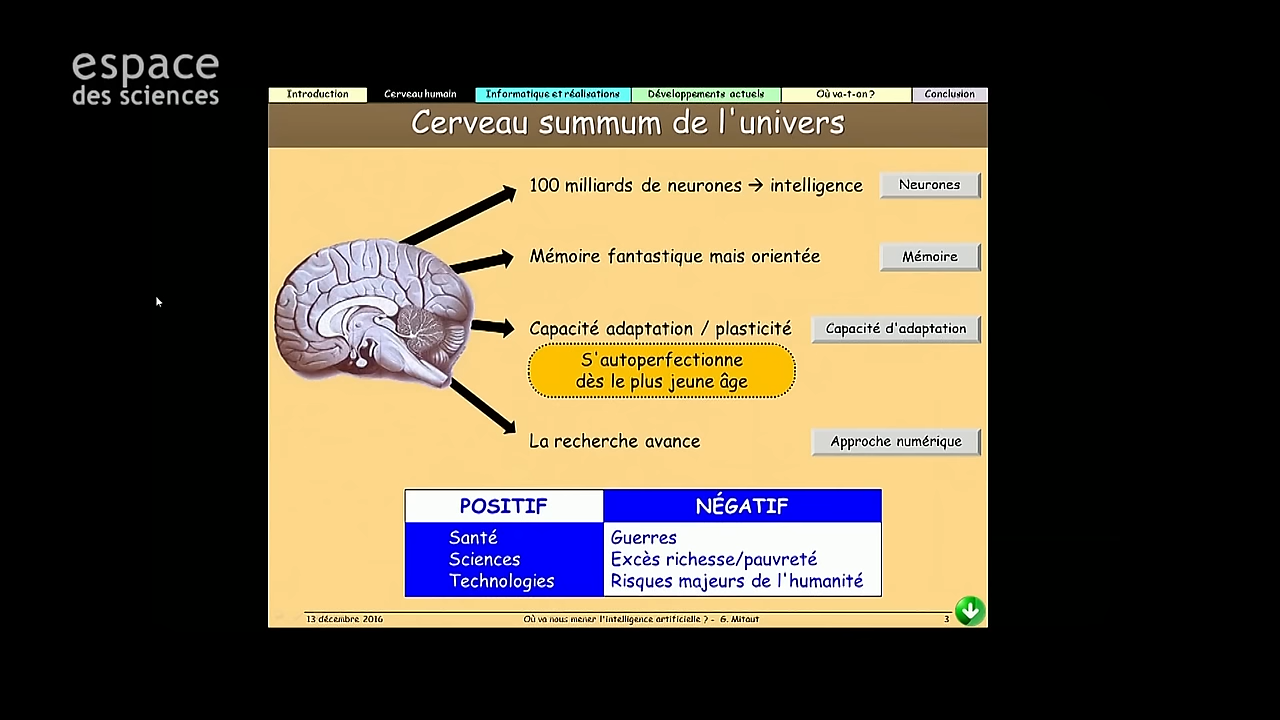 espace
des sciences
Introduction
Cerveau humain
Informatique et réalisations
Développements actuels
Où va-t-on ?
Conclusion
Cerveau summum de l'univers
100 milliards de neurones → intelligence
Neurones
Mémoire fantastique mais orientée
Mémoire
Capacité adaptation / plasticité
Capacité d'adaptation
S'autoperfectionne
dès le plus jeune âge
La recherche avance
Approche numérique
POSITIF
NÉGATIF
Santé
Guerres
Sciences
Excès richesse/pauvreté
Technologies
Risques majeurs de l'humanité
13 décembre 2016
Où va nous mener l'intelligence artificielle ? - G. Mitaut
3